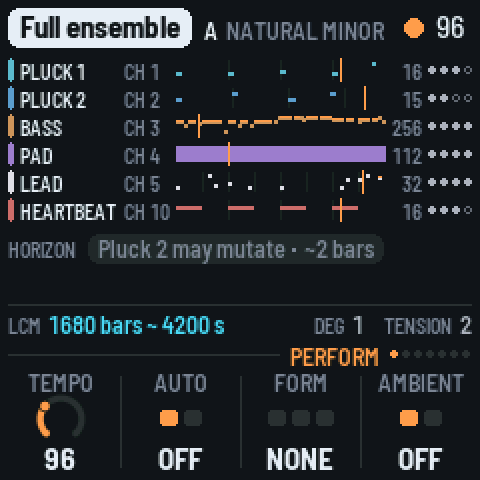 Full ensemble A NATURAL MINOR 96
PLUCK 1 CH 1 16
PLUCK 2 CH 2 15
BASS CH 3 256
PAD CH 4 112
LEAD CH 5 32
HEARTBEAT CH 10 16
HORIZON Pluck 2 may mutate · ~2 bars
LCM 1680 bars ~ 4200 s DEG 1 TENSION 2
PERFORM
TEMPO AUTO FORM AMBIENT
96 OFF NONE OFF